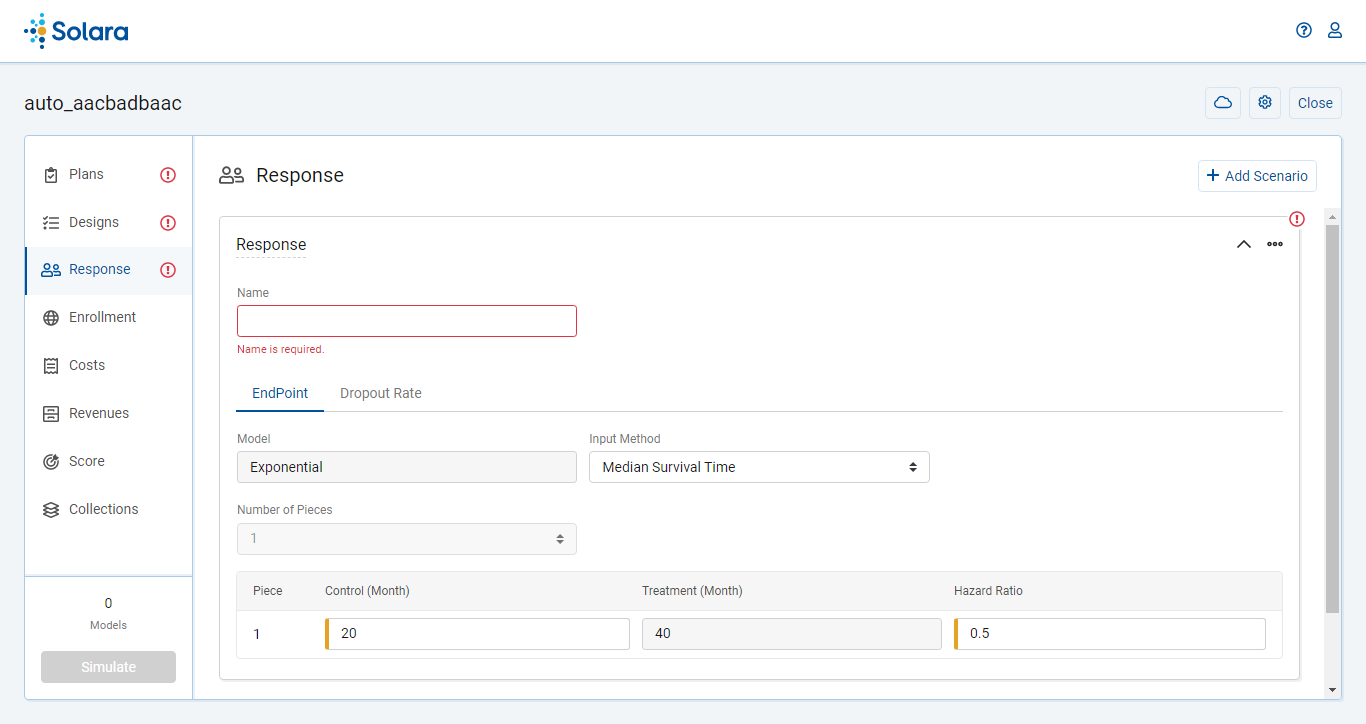 Solara
auto_aacbadbaac
Close
Plans
Designs
Response
Enrollment
Costs
Revenues
Score
Collections
0
Models
Simulate
Response
+ Add Scenario
Response
Name
Name is required.
EndPoint Dropout Rate
Model Input Method
Exponential Median Survival Time
Number of Pieces
1
Piece Control (Month) Treatment (Month) Hazard Ratio
1 20 40 0.5